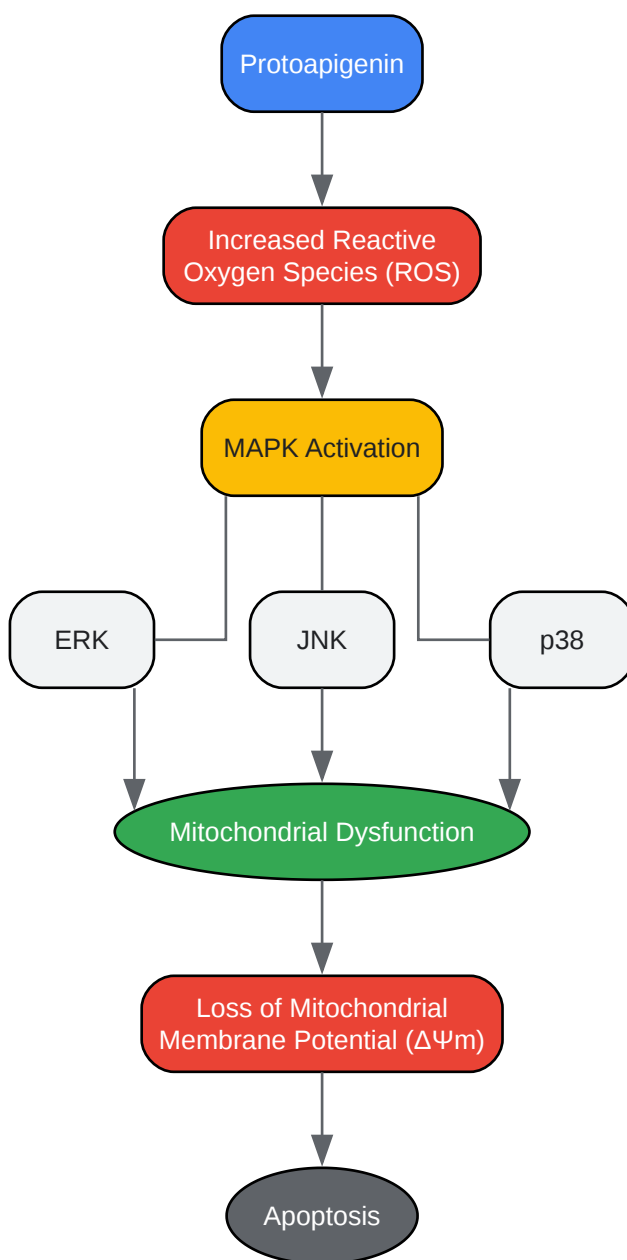 Protoapigenin
Increased Reactive
Oxygen Species (ROS)
MAPK Activation
ERK
JNK
p38
Mitochondrial Dysfunction
Loss of Mitochondrial
Membrane Potential (ΔΨm)
Apoptosis